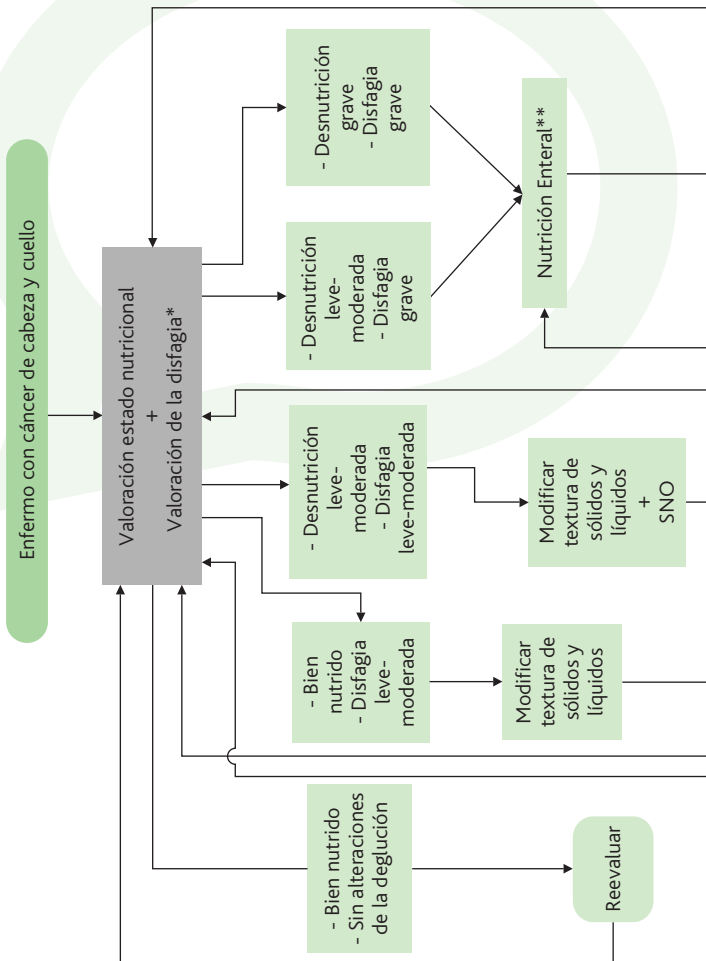 Enfermo con cáncer de cabeza y cuello
Valoración estado nutricional
+
Valoración de la disfagia*
- Bien nutrido
- Sin alteraciones
de la deglución
Reevaluar
- Bien
nutrido
- Disfagia
leve-
moderada
Modificar
textura de
sólidos y
líquidos
- Desnutrición
leve-
moderada
- Disfagia
leve-moderada
Modificar
textura de
sólidos y
líquidos
+
SNO
- Desnutrición
leve-
moderada
- Disfagia
grave
- Desnutrición
grave
- Disfagia
grave
Nutrición Enteral**